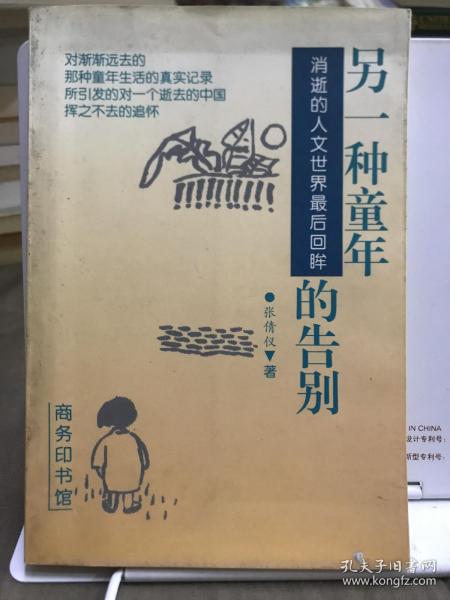 对渐渐远去的
那种童年生活的真实记录
所引发的对一个逝去的中国
挥之不去的追怀
另一种童年的告别
消逝的人文世界最后回眸
●张倩仪▼著
商务印书馆
IN CHINA
设计专利号:
新型专利号:
孔夫子旧书网
www.kongfz.com